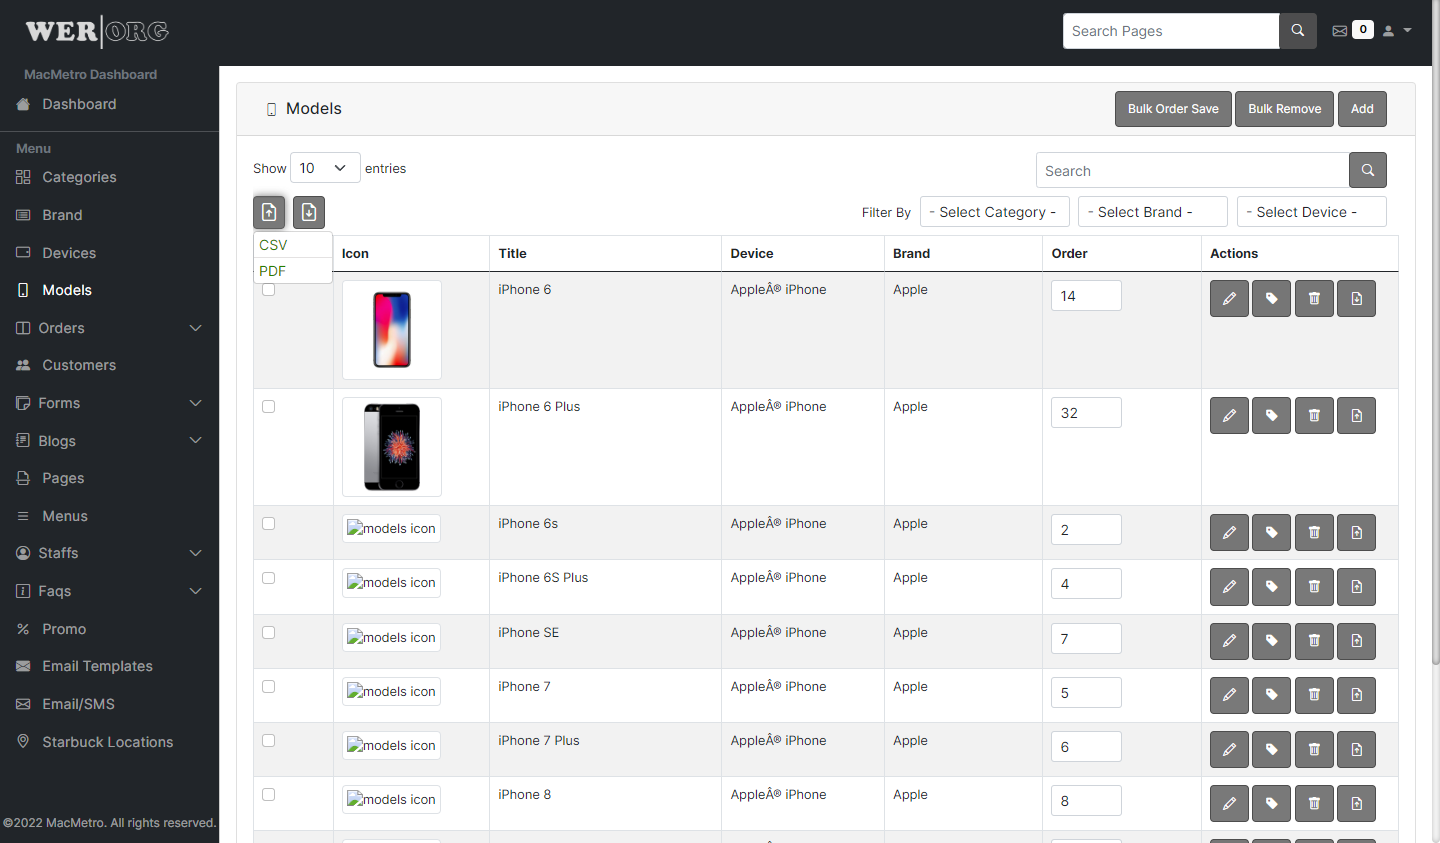 WER|ORG
Search Pages
0
MacMetro Dashboard
Dashboard
Menu
Categories
Brand
Devices
Models
Orders
Customers
Forms
Blogs
Pages
Menus
Staffs
Faqs
Promo
Email Templates
Email/SMS
Starbuck Locations
©2022 MacMetro. All rights reserved.
Models
Bulk Order Save Bulk Remove Add
Show 10 entries
Search
Filter By - Select Category - - Select Brand - - Select Device -
CSV
PDF
Icon Title Device Brand Order Actions
iPhone 6 AppleÂ® iPhone Apple 14
iPhone 6 Plus AppleÂ® iPhone Apple 32
models icon iPhone 6s AppleÂ® iPhone Apple 2
models icon iPhone 6S Plus AppleÂ® iPhone Apple 4
models icon iPhone SE AppleÂ® iPhone Apple 7
models icon iPhone 7 AppleÂ® iPhone Apple 5
models icon iPhone 7 Plus AppleÂ® iPhone Apple 6
models icon iPhone 8 AppleÂ® iPhone Apple 8